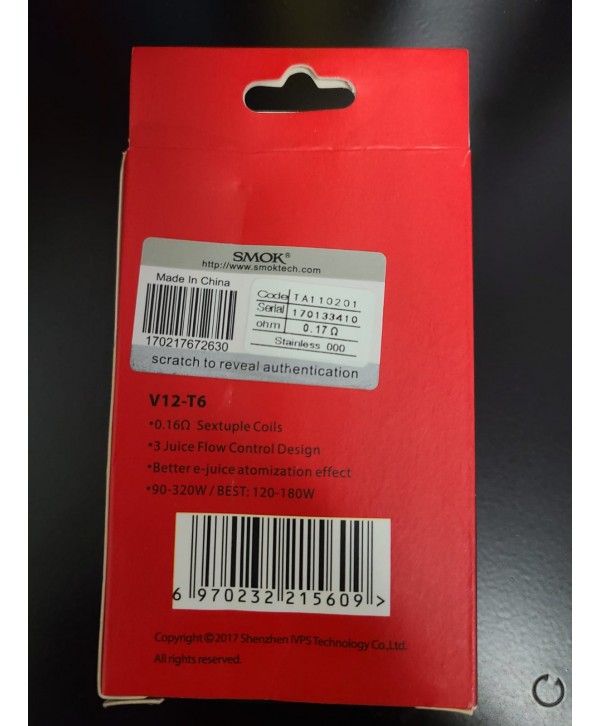 SMOK®
http://www.smoktech.com
Made In China
170217672630
Code TA110201
Serial 170133410
ohm 0.17Ω
Stainless 000
scratch to reveal authentication
V12-T6
•0.16Ω Sextuple Coils
•3 Juice Flow Control Design
•Better e-juice atomization effect
•90-320W / BEST: 120-180W
6 970232 215609 >
Copyright ©2017 Shenzhen IVPS Technology Co.,Ltd.
All rights reserved.